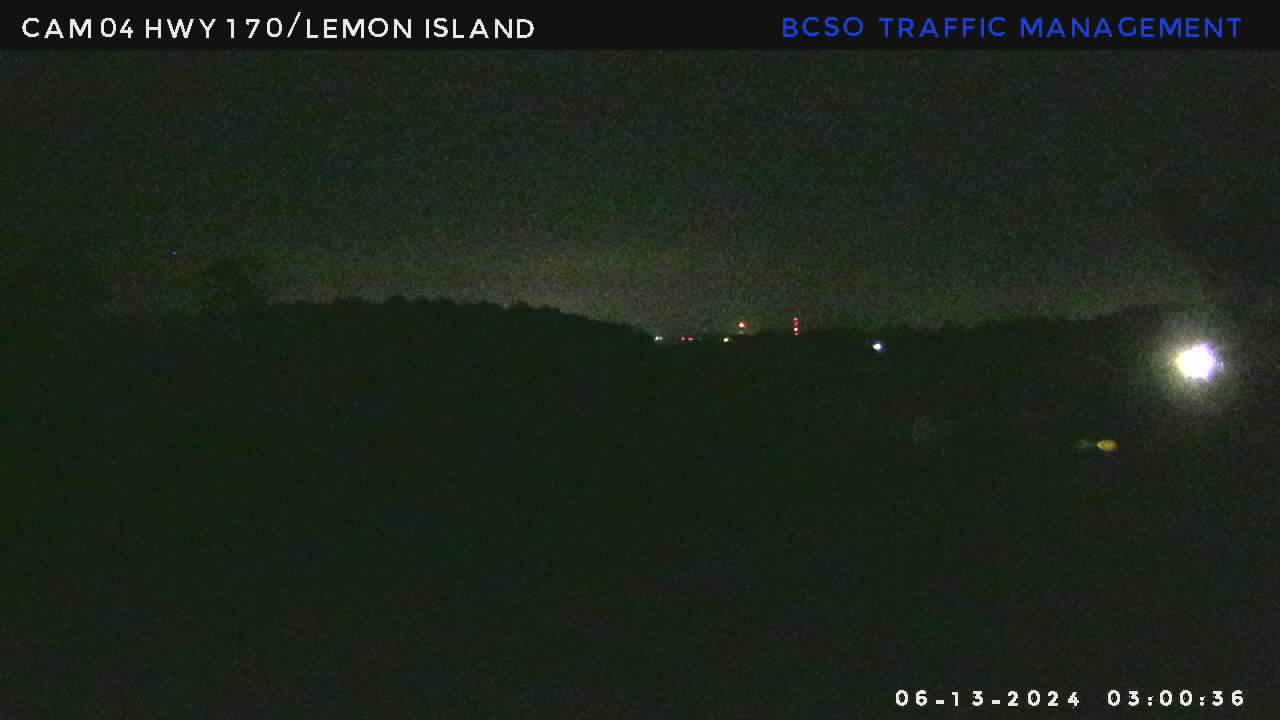 CAM04 HWY 170/LEMON ISLAND
BCSO TRAFFIC MANAGEMENT
06-13-2024 03:00:36